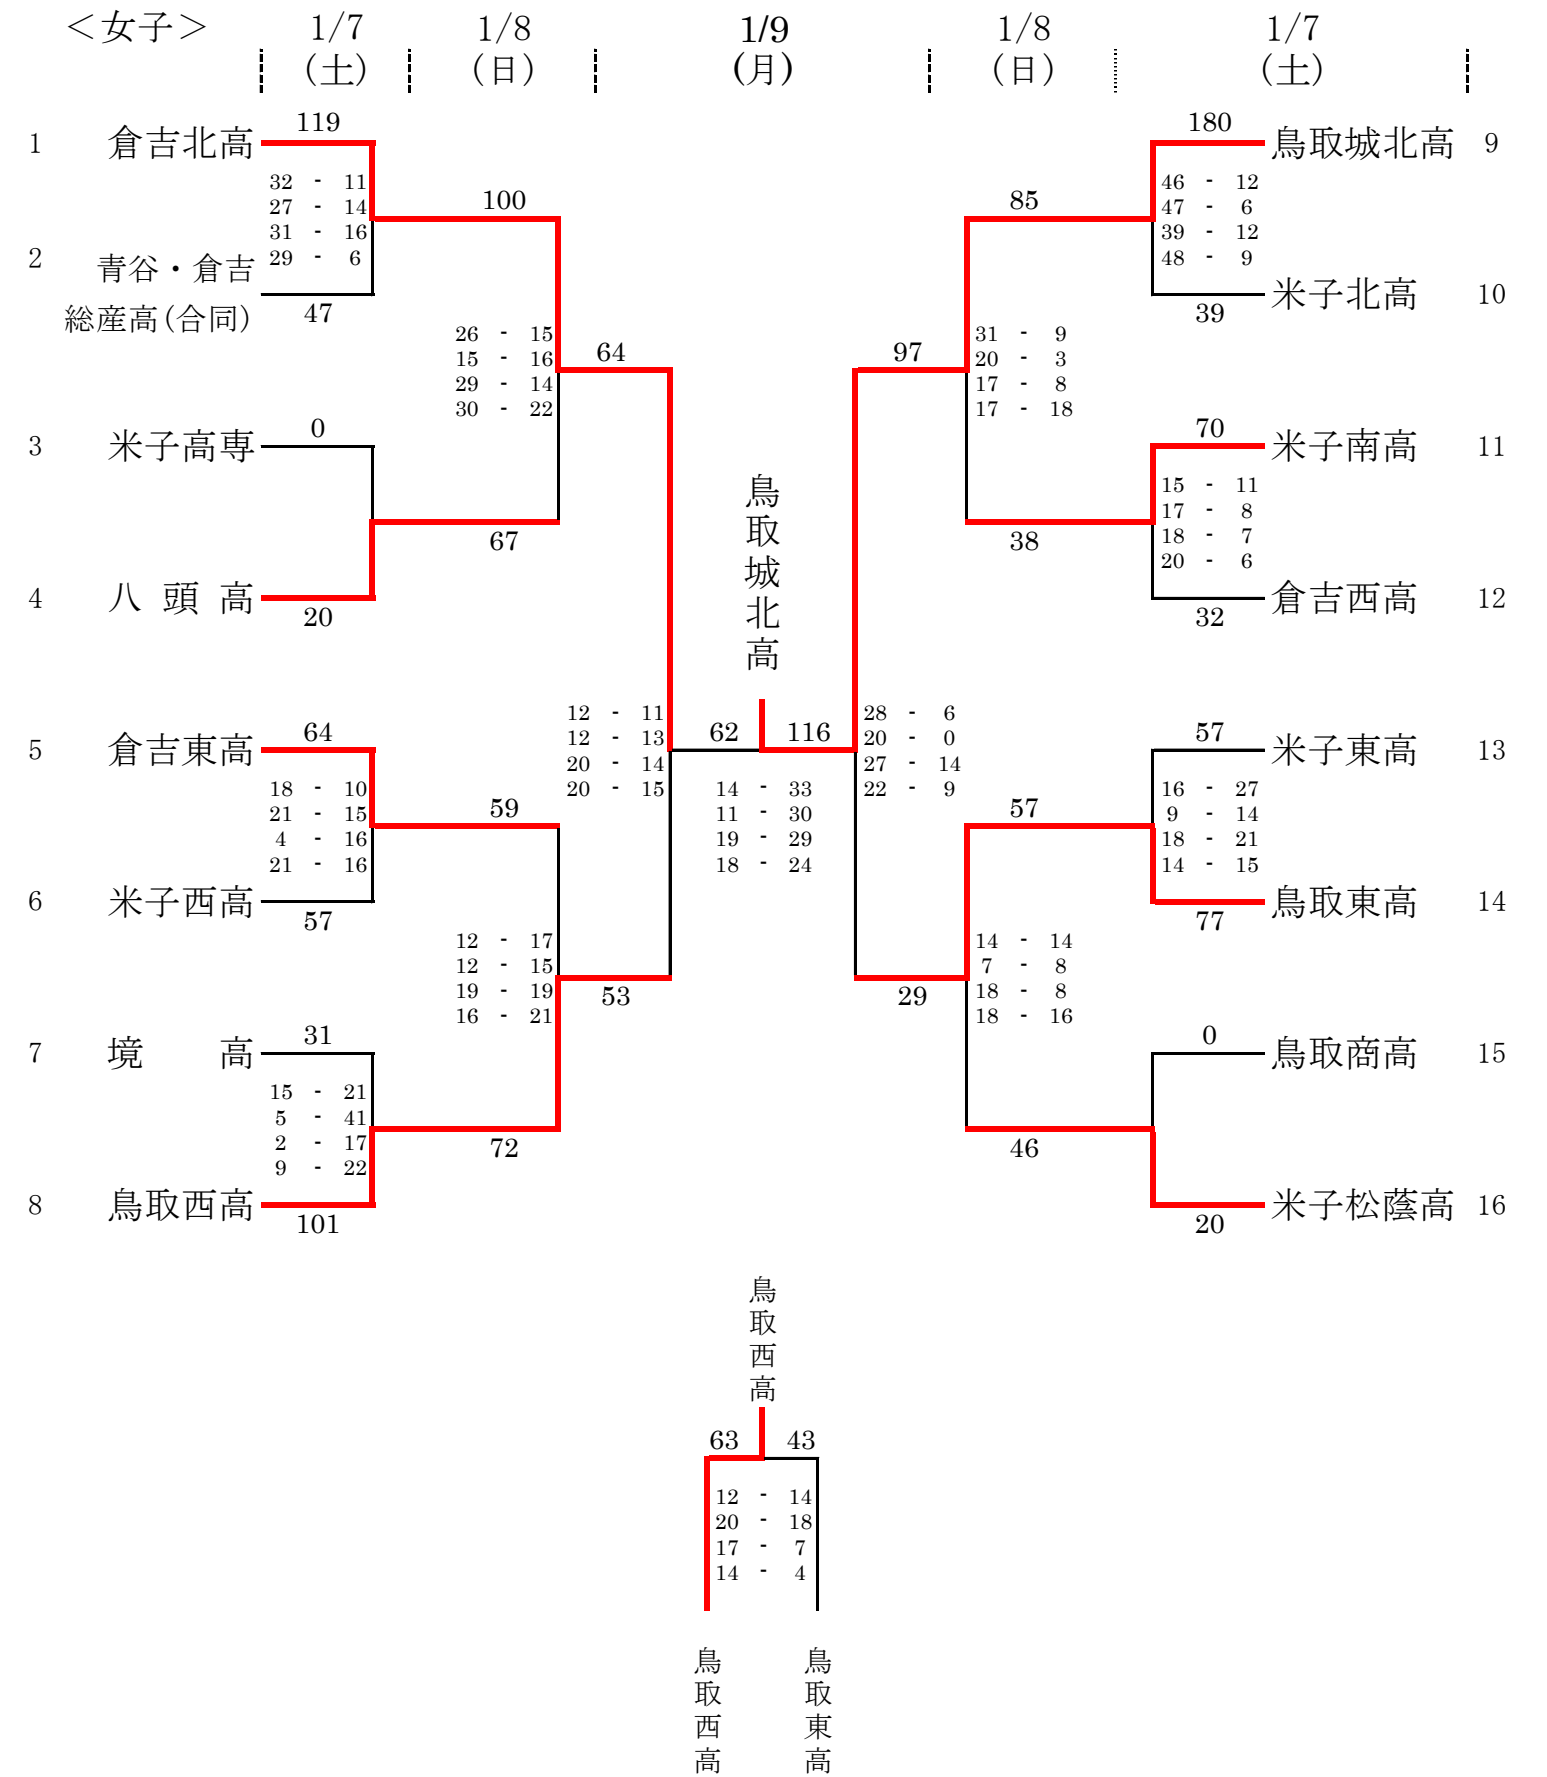 ＜女子＞ 1/7 1/8 1/9 1/8 1/7
(土) (日) (月) (日) (土)
1 倉吉北高 119
32 - 11
27 - 14
31 - 16
29 - 6
2 青谷・倉吉
総産高(合同) 47
100
26 - 15
15 - 16
29 - 14
30 - 22
3 米子高専 0
67
4 八頭高 20
64
5 倉吉東高 64
18 - 10
21 - 15
4 - 16
21 - 16
6 米子西高 57
59
12 - 17
12 - 15
19 - 19
16 - 21
7 境高 31
15 - 21
5 - 41
2 - 17
9 - 22
8 鳥取西高 101
72
53
12 - 11
12 - 13
20 - 14
20 - 15
鳥取城北高
62 116
14 - 33
11 - 30
19 - 29
18 - 24
180 鳥取城北高 9
46 - 12
47 - 6
39 - 12
48 - 9
39 米子北高 10
85
31 - 9
20 - 3
17 - 8
17 - 18
38
70 米子南高 11
15 - 11
17 - 8
18 - 7
20 - 6
32 倉吉西高 12
97
28 - 6
20 - 0
27 - 14
22 - 9
29
57 米子東高 13
16 - 27
9 - 14
18 - 21
14 - 15
77 鳥取東高 14
57
14 - 14
7 - 8
18 - 8
18 - 16
46
0 鳥取商高 15
20 米子松蔭高 16
鳥取西高
63 43
12 - 14
20 - 18
17 - 7
14 - 4
鳥取西高
鳥取東高